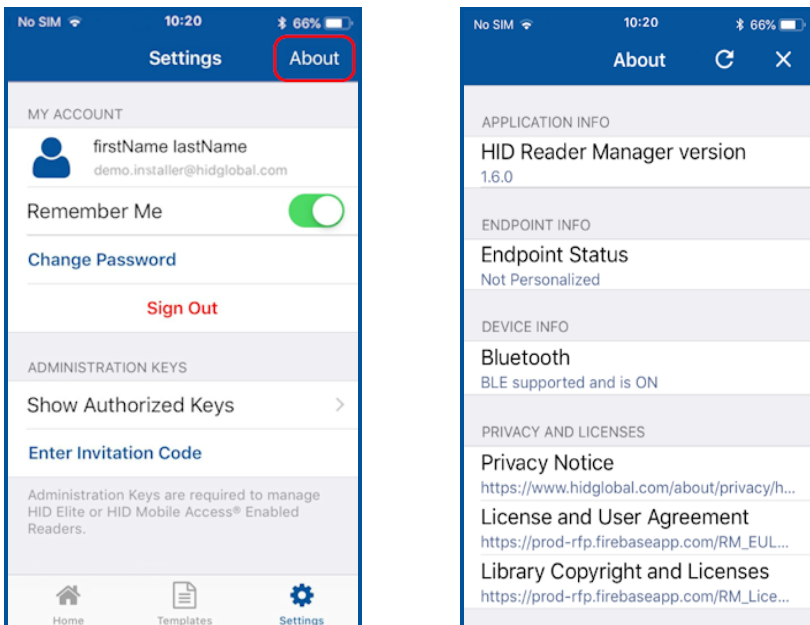 No SIM 10:20 66%
Settings About
MY ACCOUNT
firstName lastName
demo.installer@hidglobal.com
Remember Me
Change Password
Sign Out
ADMINISTRATION KEYS
Show Authorized Keys
Enter Invitation Code
Administration Keys are required to manage
HID Elite or HID Mobile Access® Enabled
Readers.
Home Templates Settings
No SIM 10:20 66%
About
APPLICATION INFO
HID Reader Manager version
1.6.0
ENDPOINT INFO
Endpoint Status
Not Personalized
DEVICE INFO
Bluetooth
BLE supported and is ON
PRIVACY AND LICENSES
Privacy Notice
https://www.hidglobal.com/about/privacy/h...
License and User Agreement
https://prod-rfp.firebaseapp.com/RM_EUL...
Library Copyright and Licenses
https://prod-rfp.firebaseapp.com/RM_Lice...